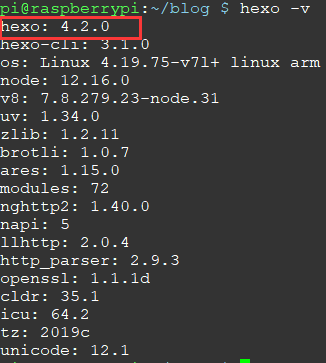 pi@raspberrypi:~/blog $ hexo -v
hexo: 4.2.0
hexo-cli: 3.1.0
os: Linux 4.19.75-v7l+ linux arm
node: 12.16.0
v8: 7.8.279.23-node.31
uv: 1.34.0
zlib: 1.2.11
brotli: 1.0.7
ares: 1.15.0
modules: 72
nghttp2: 1.40.0
napi: 5
llhttp: 2.0.4
http_parser: 2.9.3
openssl: 1.1.1d
cldr: 35.1
icu: 64.2
tz: 2019c
unicode: 12.1